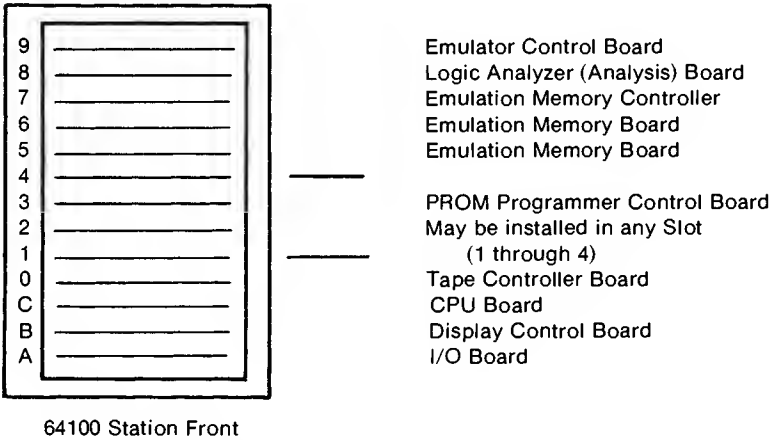 9 Emulator Control Board
8 Logic Analyzer (Analysis) Board
7 Emulation Memory Controller
6 Emulation Memory Board
5 Emulation Memory Board
4
3 PROM Programmer Control Board
2 May be installed in any Slot
1 (1 through 4)
0 Tape Controller Board
C CPU Board
B Display Control Board
A I/O Board
64100 Station Front